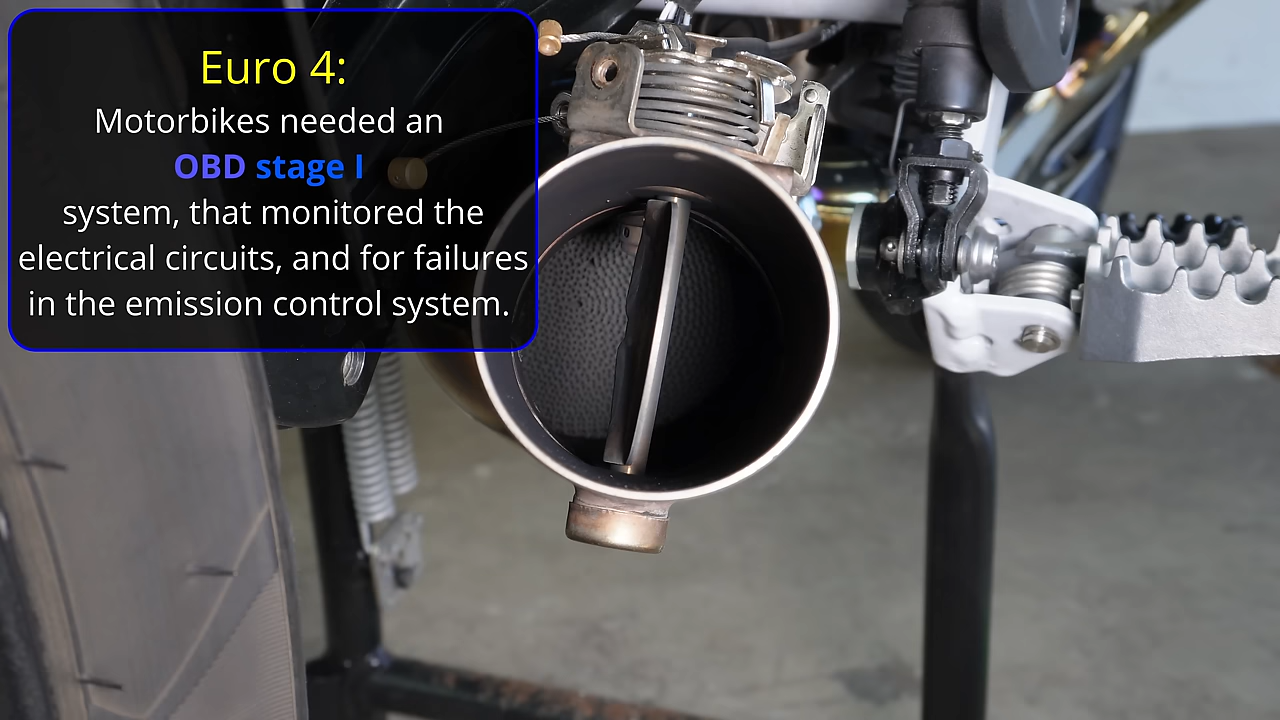 Euro 4:
Motorbikes needed an
OBD stage I
system, that monitored the
electrical circuits, and for failures
in the emission control system.